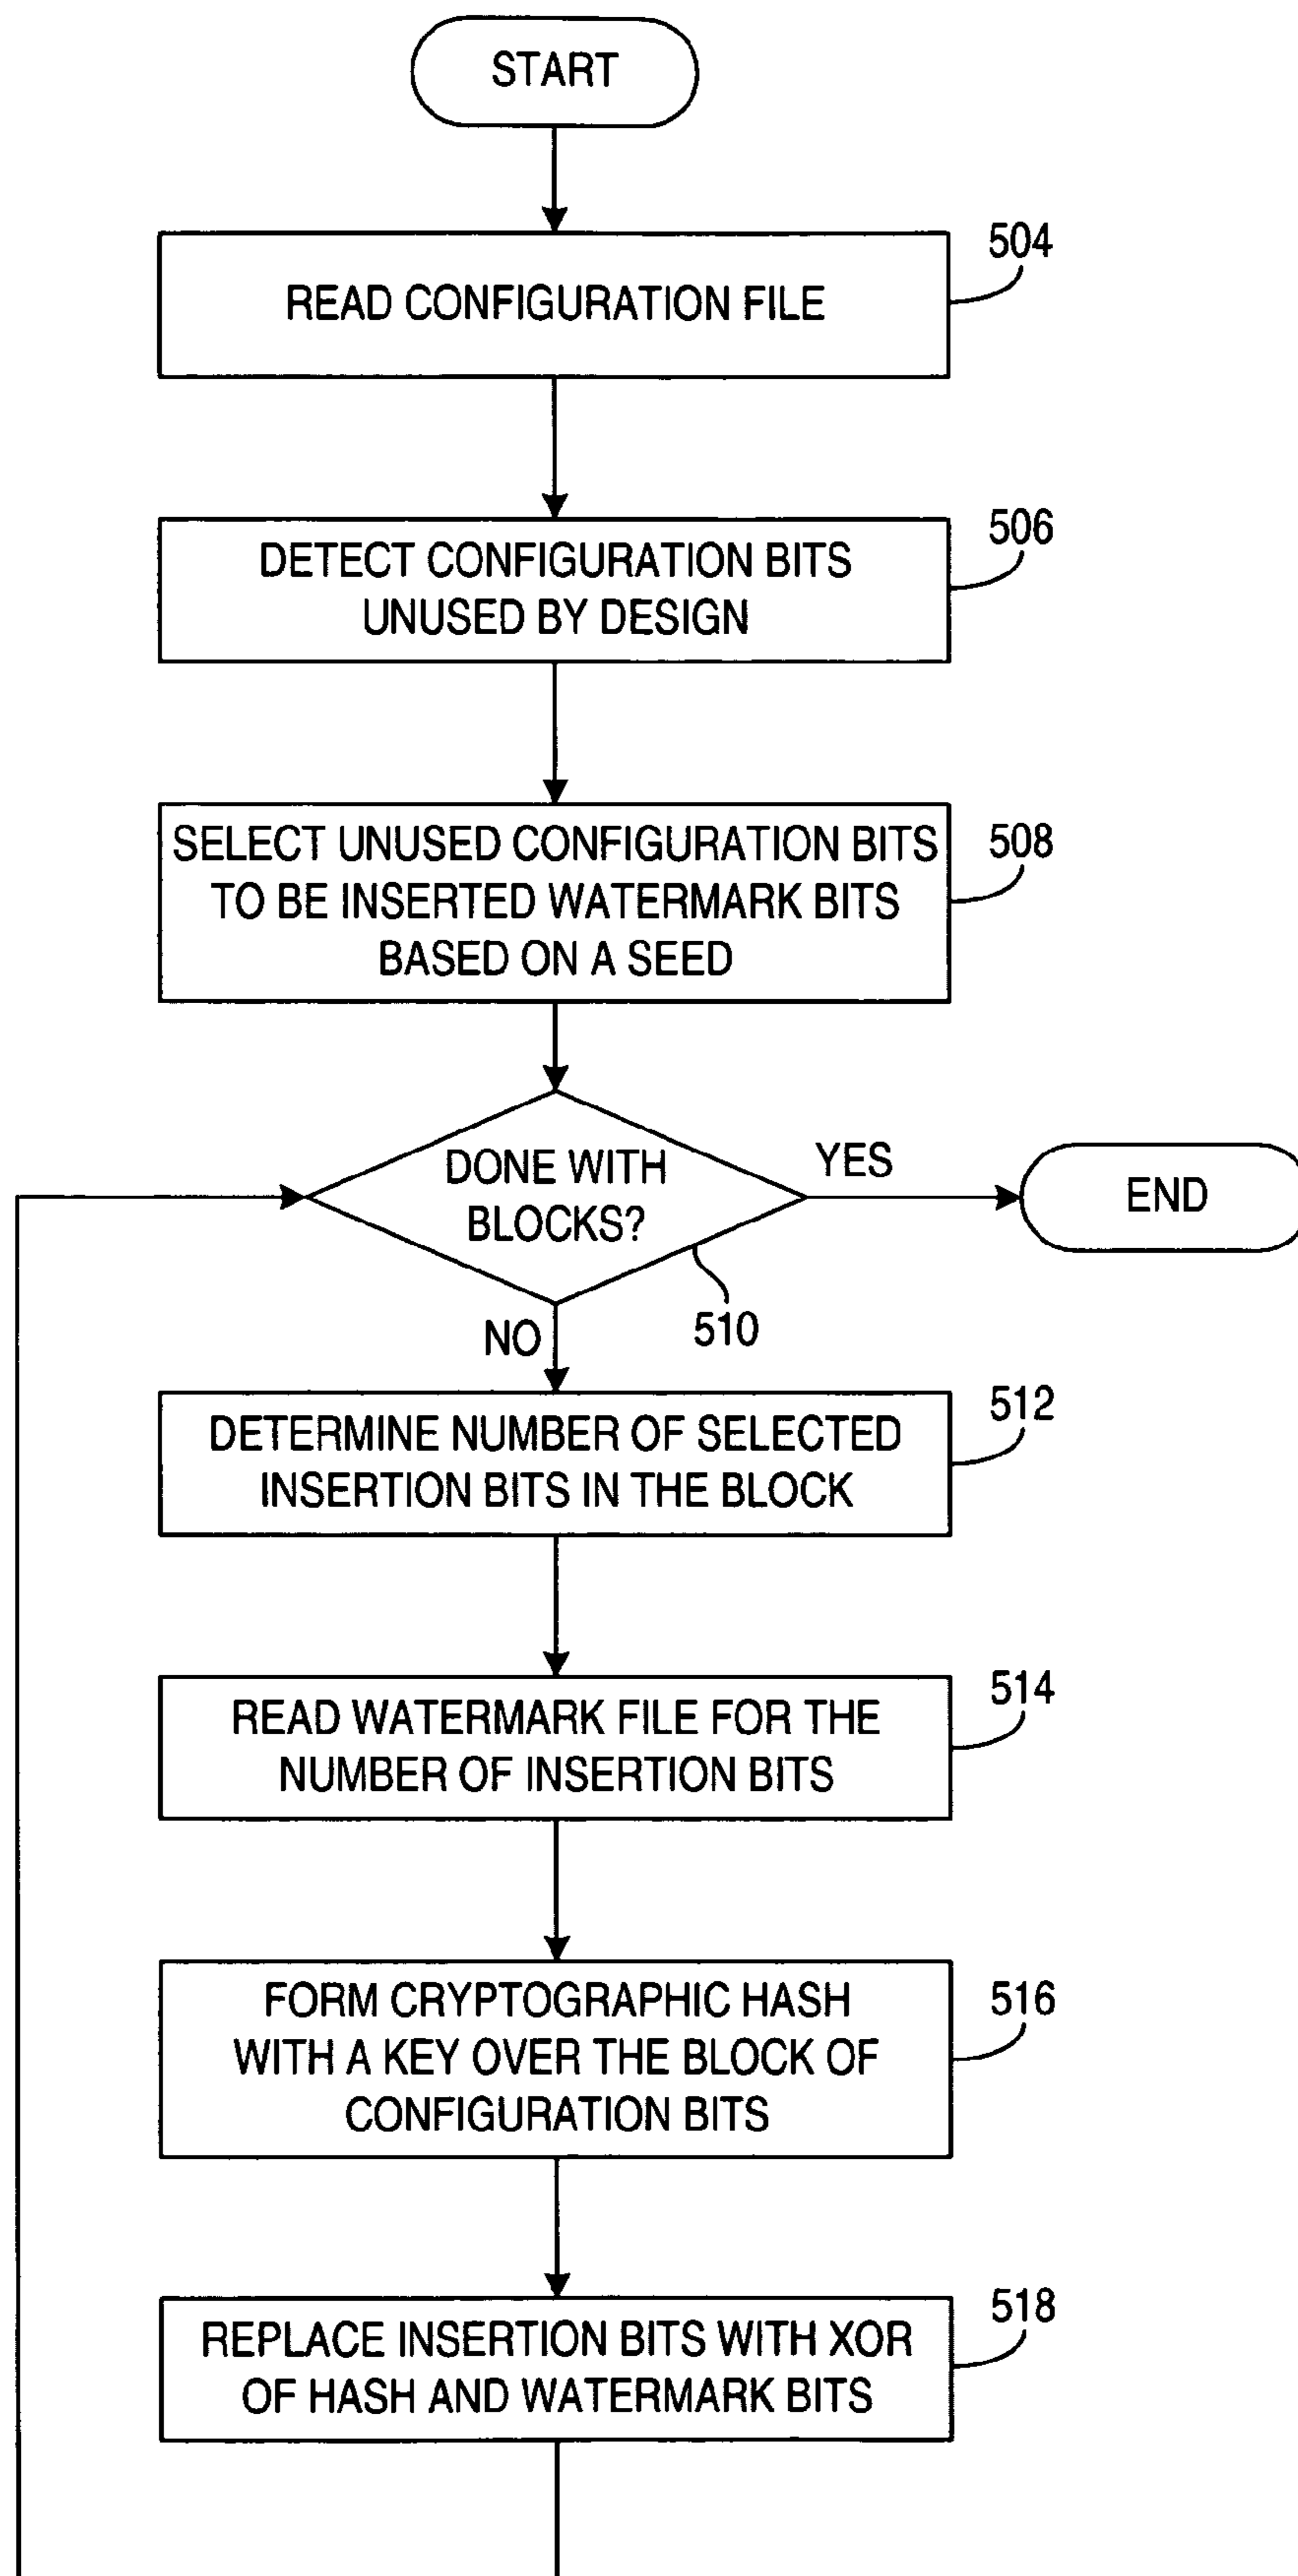 START
READ CONFIGURATION FILE
504
DETECT CONFIGURATION BITS
UNUSED BY DESIGN
506
SELECT UNUSED CONFIGURATION BITS
TO BE INSERTED WATERMARK BITS
BASED ON A SEED
508
DONE WITH
BLOCKS?
YES
END
510
NO
DETERMINE NUMBER OF SELECTED
INSERTION BITS IN THE BLOCK
512
READ WATERMARK FILE FOR THE
NUMBER OF INSERTION BITS
514
FORM CRYPTOGRAPHIC HASH
WITH A KEY OVER THE BLOCK OF
CONFIGURATION BITS
516
REPLACE INSERTION BITS WITH XOR
OF HASH AND WATERMARK BITS
518